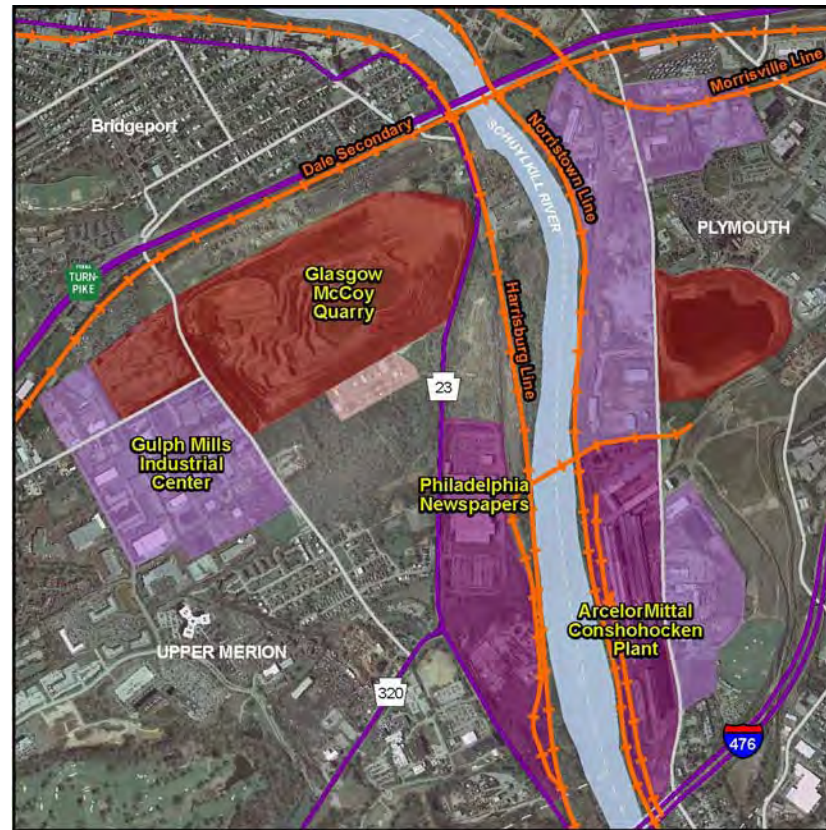 Morrisville Line
Bridgeport
Dale Secondary
SCHUYLKILL RIVER
Norristown Line
PLYMOUTH
TURN-
PIKE
Glasgow
McCoy
Quarry
Harrisburg Line
23
Gulph Mills
Industrial
Center
Philadelphia
Newspapers
ArcelorMittal
Conshohocken
Plant
UPPER MERION
320
476